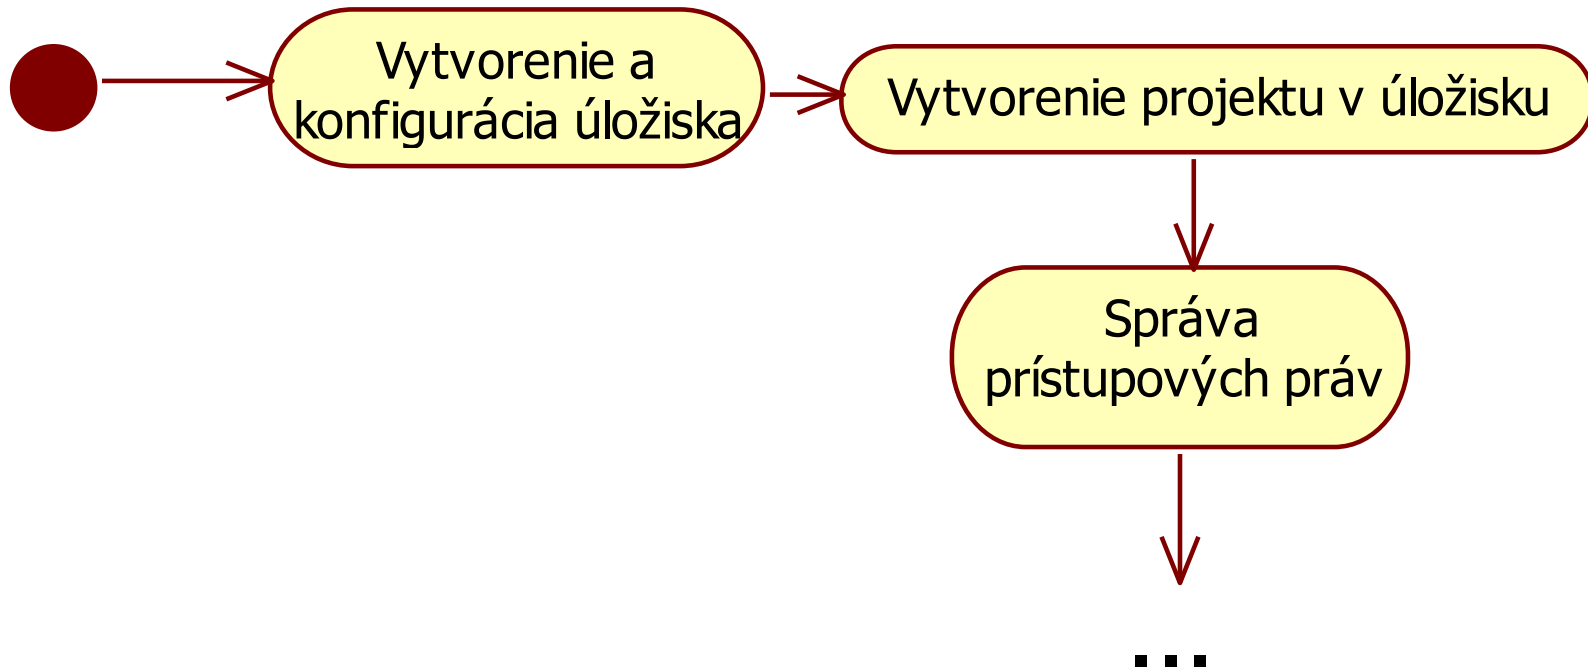 Vytvorenie a
konfigurácia úložiska
Vytvorenie projektu v úložisku
Správa
prístupových práv
...